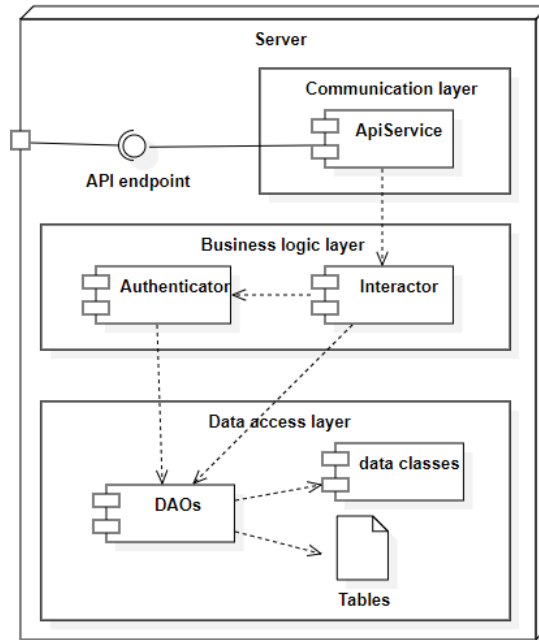 Server
Communication layer
ApiService
API endpoint
Business logic layer
Authenticator
Interactor
Data access layer
data classes
DAOs
Tables